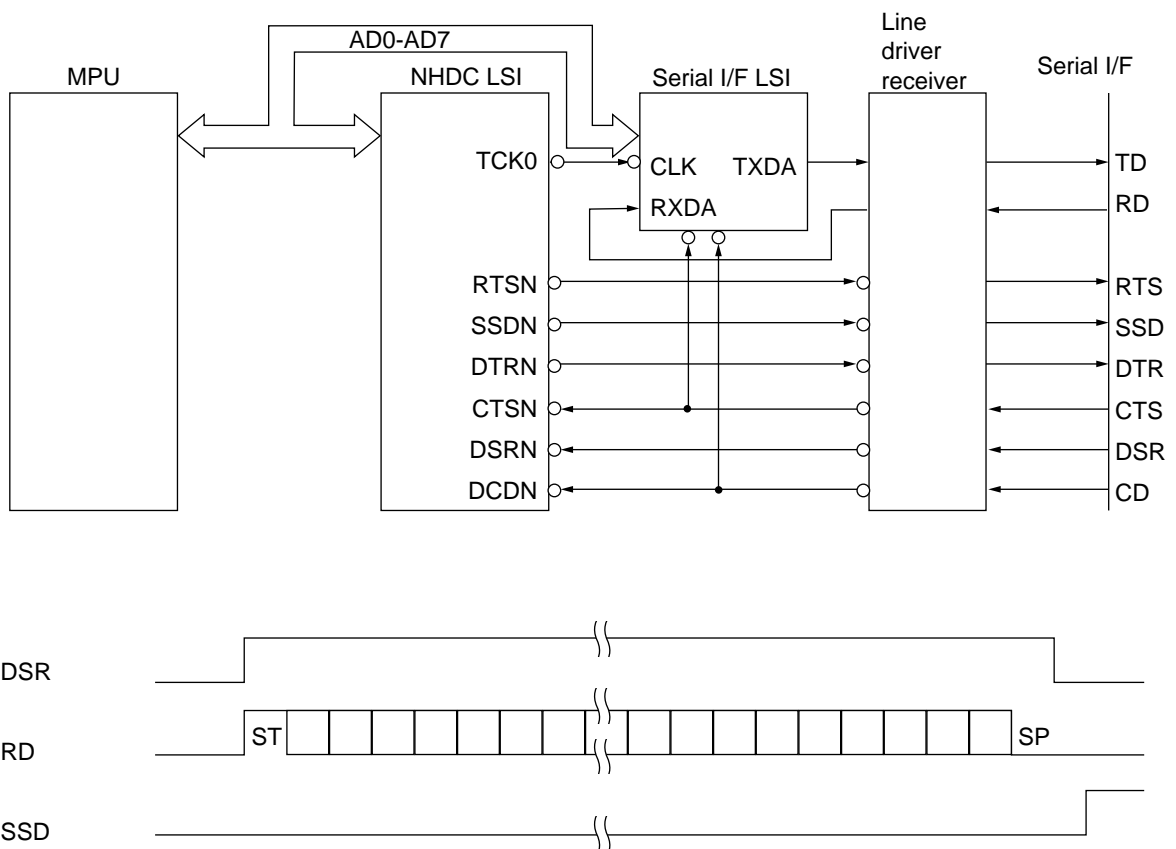 Line
driver
receiver
Serial I/F
AD0-AD7
MPU
NHDC LSI
Serial I/F LSI
TCK0
CLK
TXDA
RXDA
TD
RD
RTSN
RTS
SSDN
SSD
DTRN
DTR
CTSN
CTS
DSRN
DSR
DCDN
CD
DSR
RD
ST
SP
SSD